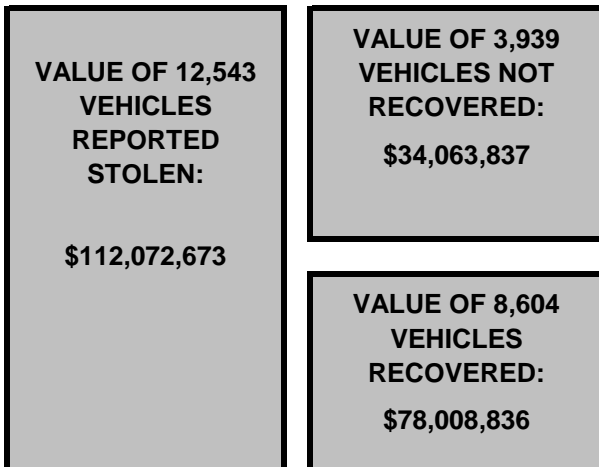 VALUE OF 12,543
VEHICLES
REPORTED
STOLEN:
$112,072,673
VALUE OF 3,939
VEHICLES NOT
RECOVERED:
$34,063,837
VALUE OF 8,604
VEHICLES
RECOVERED:
$78,008,836